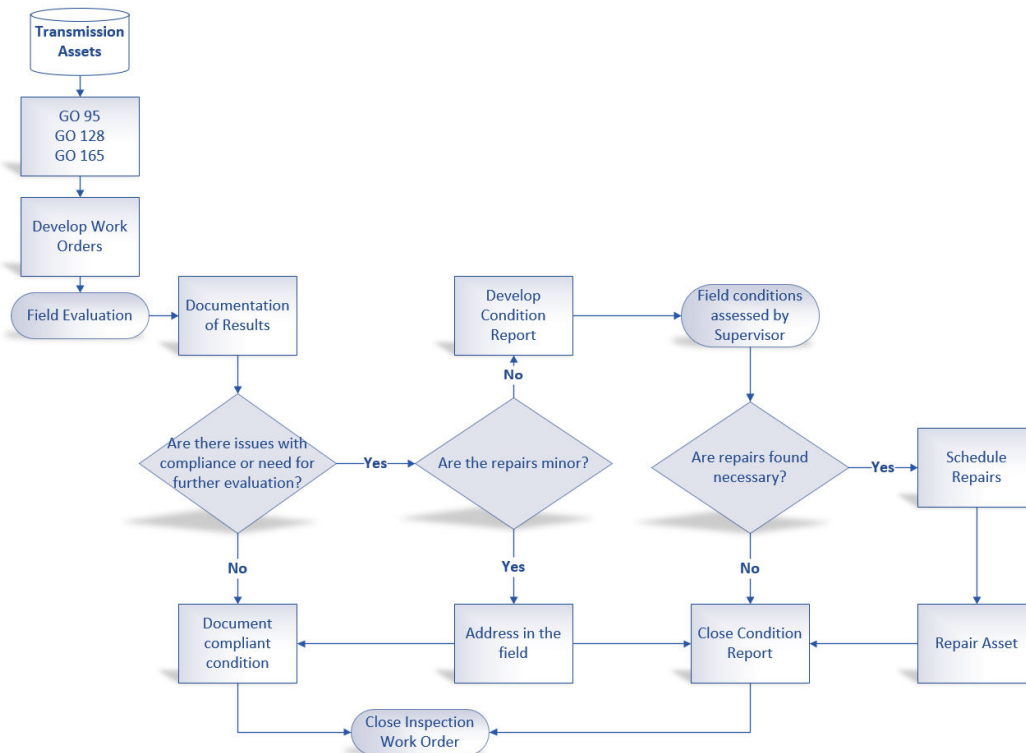 Transmission
Assets
GO 95
GO 128
GO 165
Develop Work
Orders
Field Evaluation
Documentation
of Results
Develop
Condition
Report
Field conditions
assessed by
Supervisor
No
Are there issues with
compliance or need for
further evaluation?
Yes
Are the repairs minor?
Are repairs found
necessary?
Yes
Schedule
Repairs
No
Yes
No
Document
compliant
condition
Address in the
field
Close Condition
Report
Repair Asset
Close Inspection
Work Order